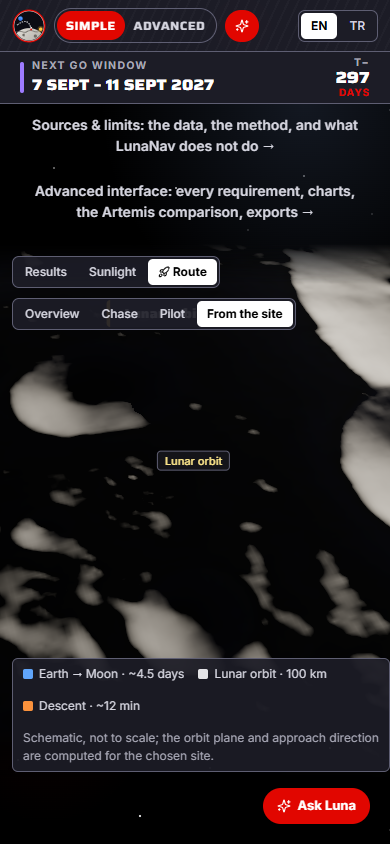 SIMPLE ADVANCED EN TR
NEXT GO WINDOW
7 SEPT – 11 SEPT 2027
T−
297
DAYS
Sources & limits: the data, the method, and what
LunaNav does not do →
Advanced interface: every requirement, charts,
the Artemis comparison, exports →
Results Sunlight Route
Overview Chase Pilot From the site
Lunar orbit
Earth → Moon · ~4.5 days Lunar orbit · 100 km
Descent · ~12 min
Schematic, not to scale; the orbit plane and approach direction
are computed for the chosen site.
Ask Luna